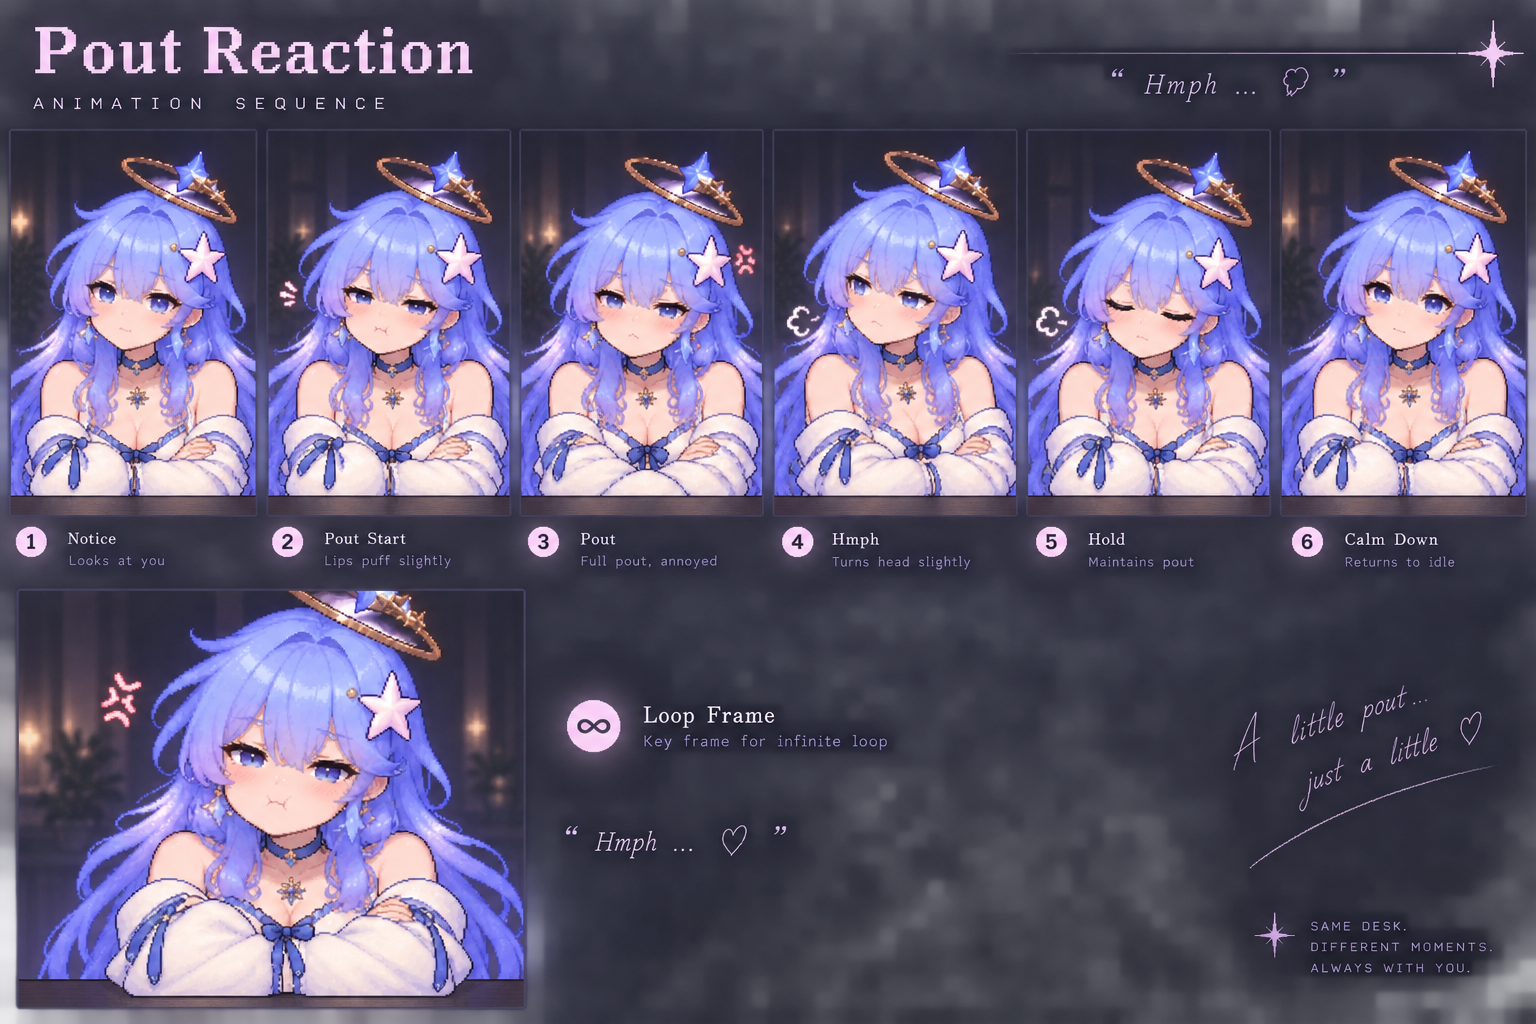 Pout Reaction
ANIMATION SEQUENCE
“ Hmph ... ”
1 Notice
Looks at you
2 Pout Start
Lips puff slightly
3 Pout
Full pout, annoyed
4 Hmph
Turns head slightly
5 Hold
Maintains pout
6 Calm Down
Returns to idle
∞ Loop Frame
Key frame for infinite loop
“ Hmph ... ♡ ”
A little pout...
just a little ♡
SAME DESK.
DIFFERENT MOMENTS.
ALWAYS WITH YOU.